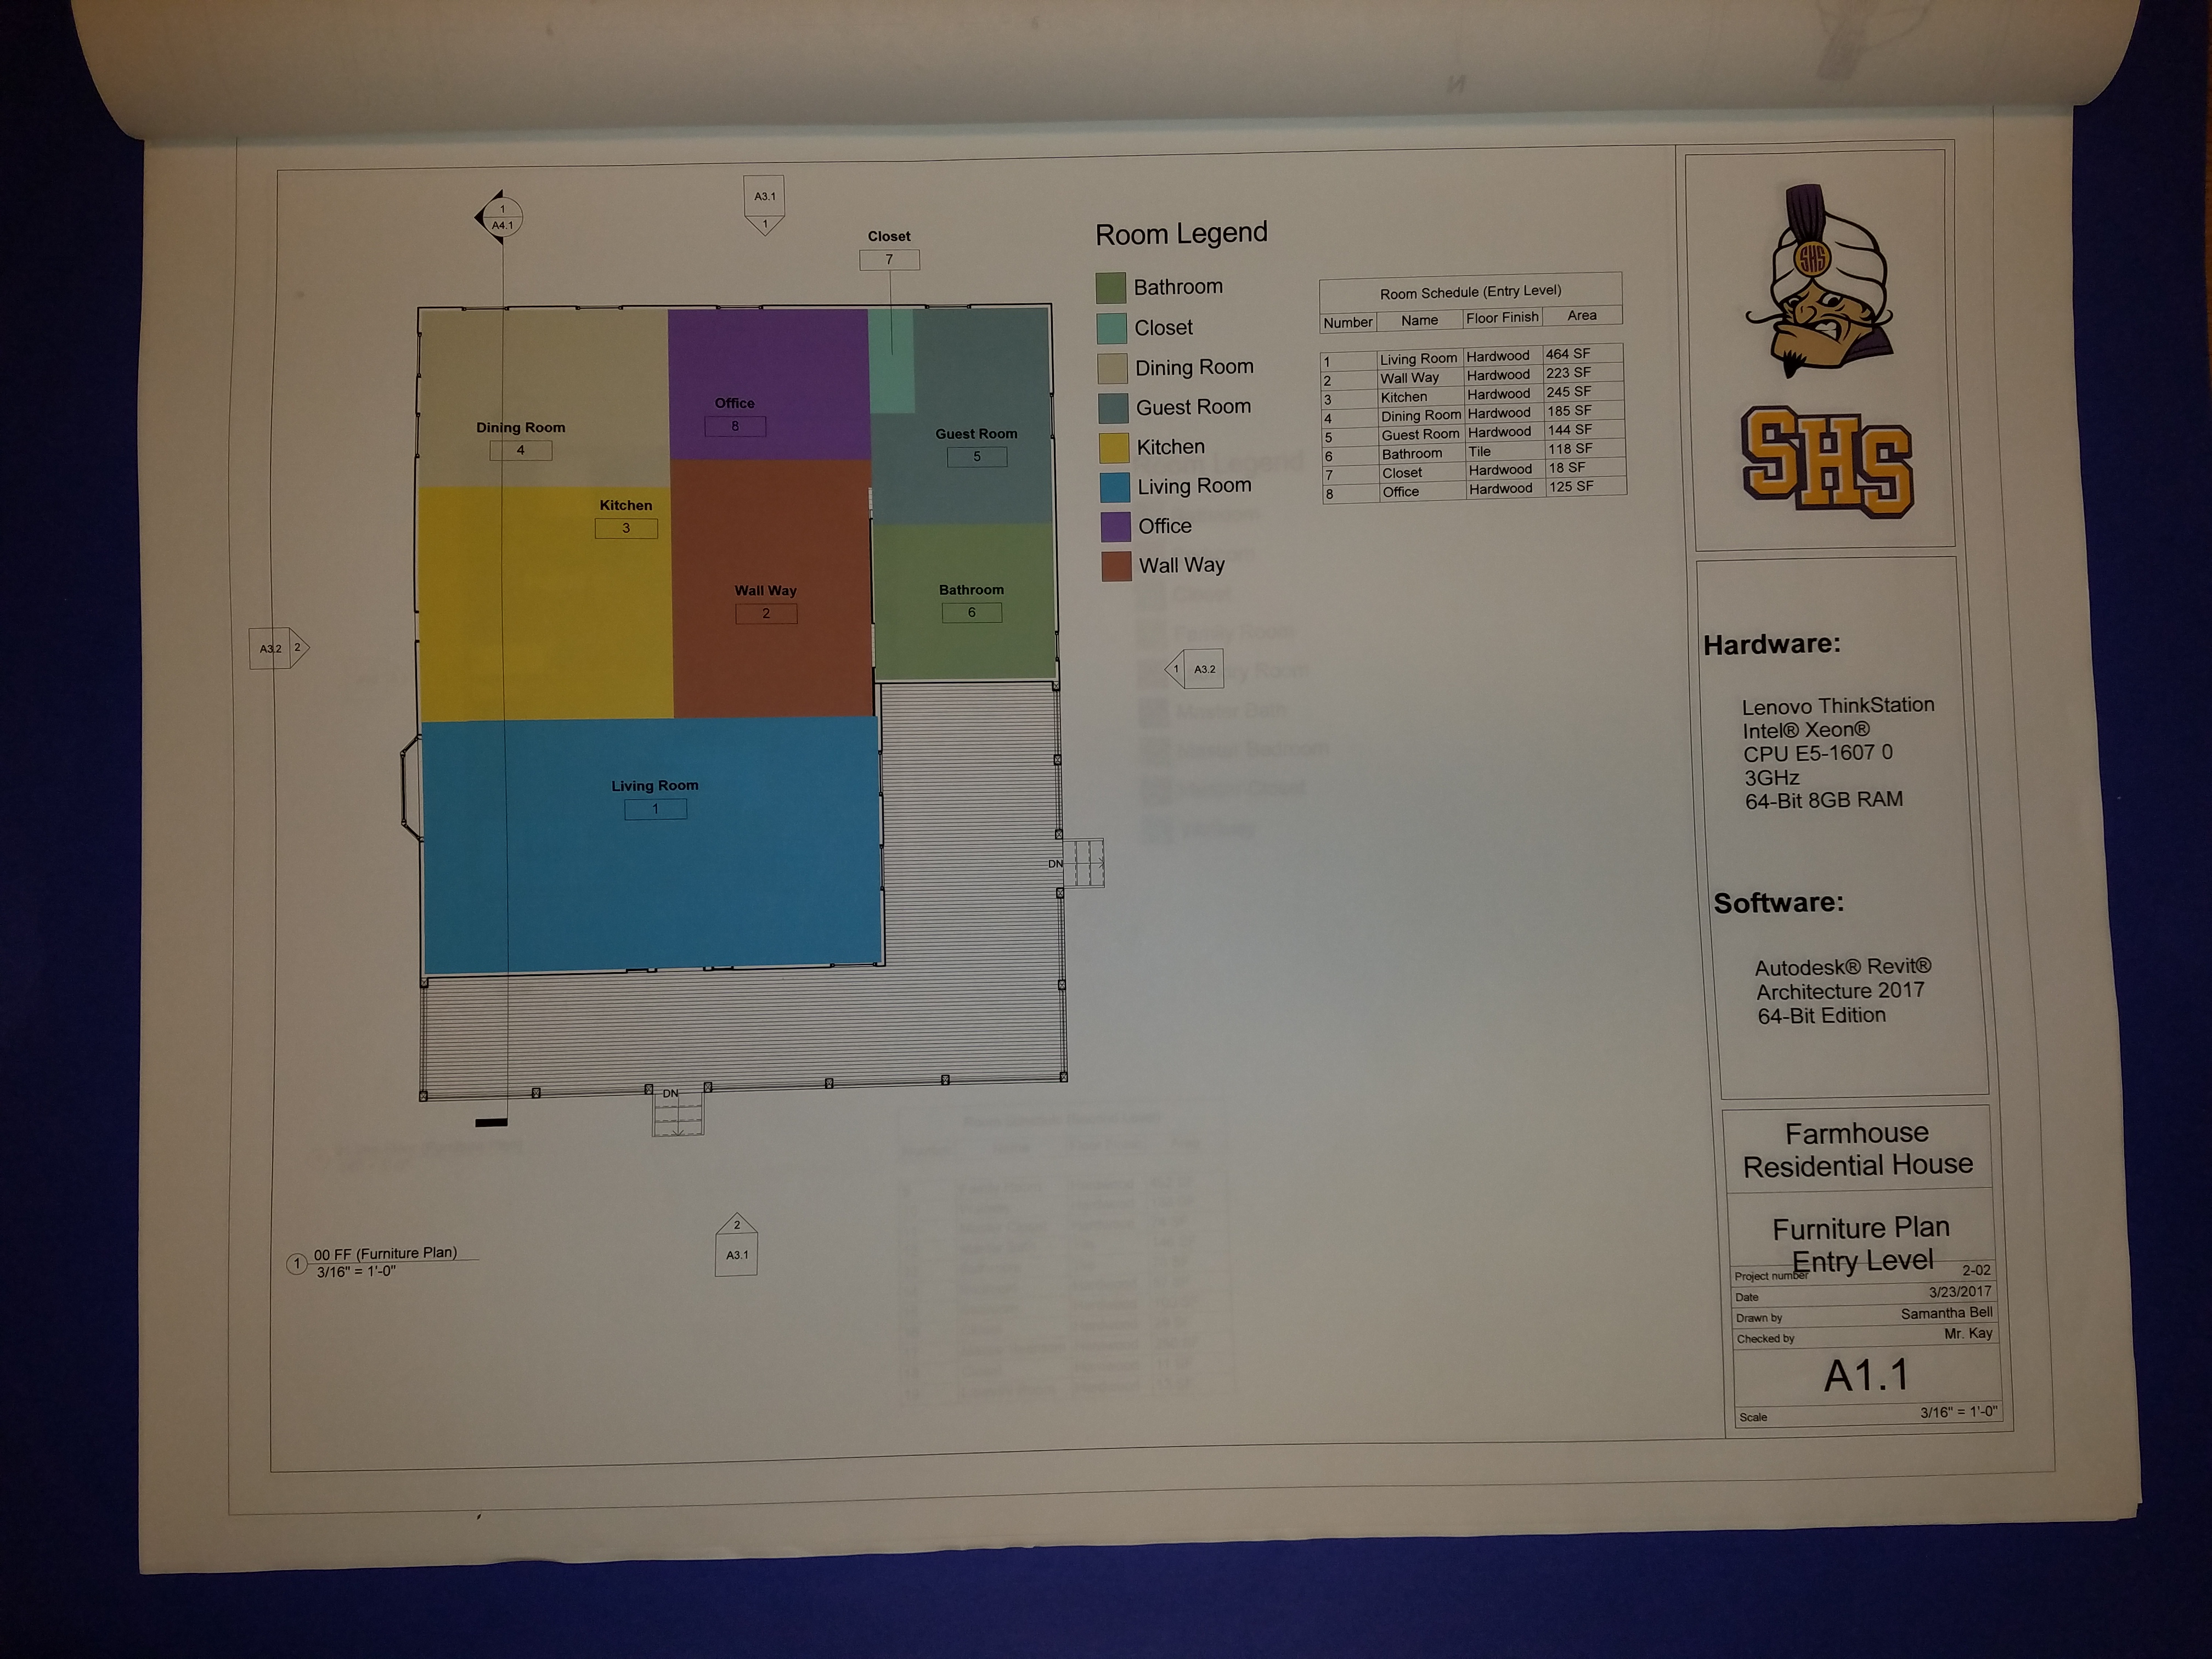 1
A4.1
A3.1
1
Closet
7
Dining Room
4
Office
8
Guest Room
5
Kitchen
3
Wall Way
2
Bathroom
6
Living Room
1
A3.2 2
1 A3.2
DN
DN
2
A3.1
1 00 FF (Furniture Plan)
3/16" = 1'-0"
Room Legend
Bathroom
Closet
Dining Room
Guest Room
Kitchen
Living Room
Office
Wall Way
Room Schedule (Entry Level)
Number Name Floor Finish Area
1 Living Room Hardwood 464 SF
2 Wall Way Hardwood 223 SF
3 Kitchen Hardwood 245 SF
4 Dining Room Hardwood 185 SF
5 Guest Room Hardwood 144 SF
6 Bathroom Tile 118 SF
7 Closet Hardwood 18 SF
8 Office Hardwood 125 SF
SHS
SHS
Hardware:
Lenovo ThinkStation
Intel® Xeon®
CPU E5-1607 0
3GHz
64-Bit 8GB RAM
Software:
Autodesk® Revit®
Architecture 2017
64-Bit Edition
Farmhouse
Residential House
Furniture Plan
Entry Level
Project number 2-02
Date 3/23/2017
Drawn by Samantha Bell
Checked by Mr. Kay
A1.1
Scale 3/16" = 1'-0"